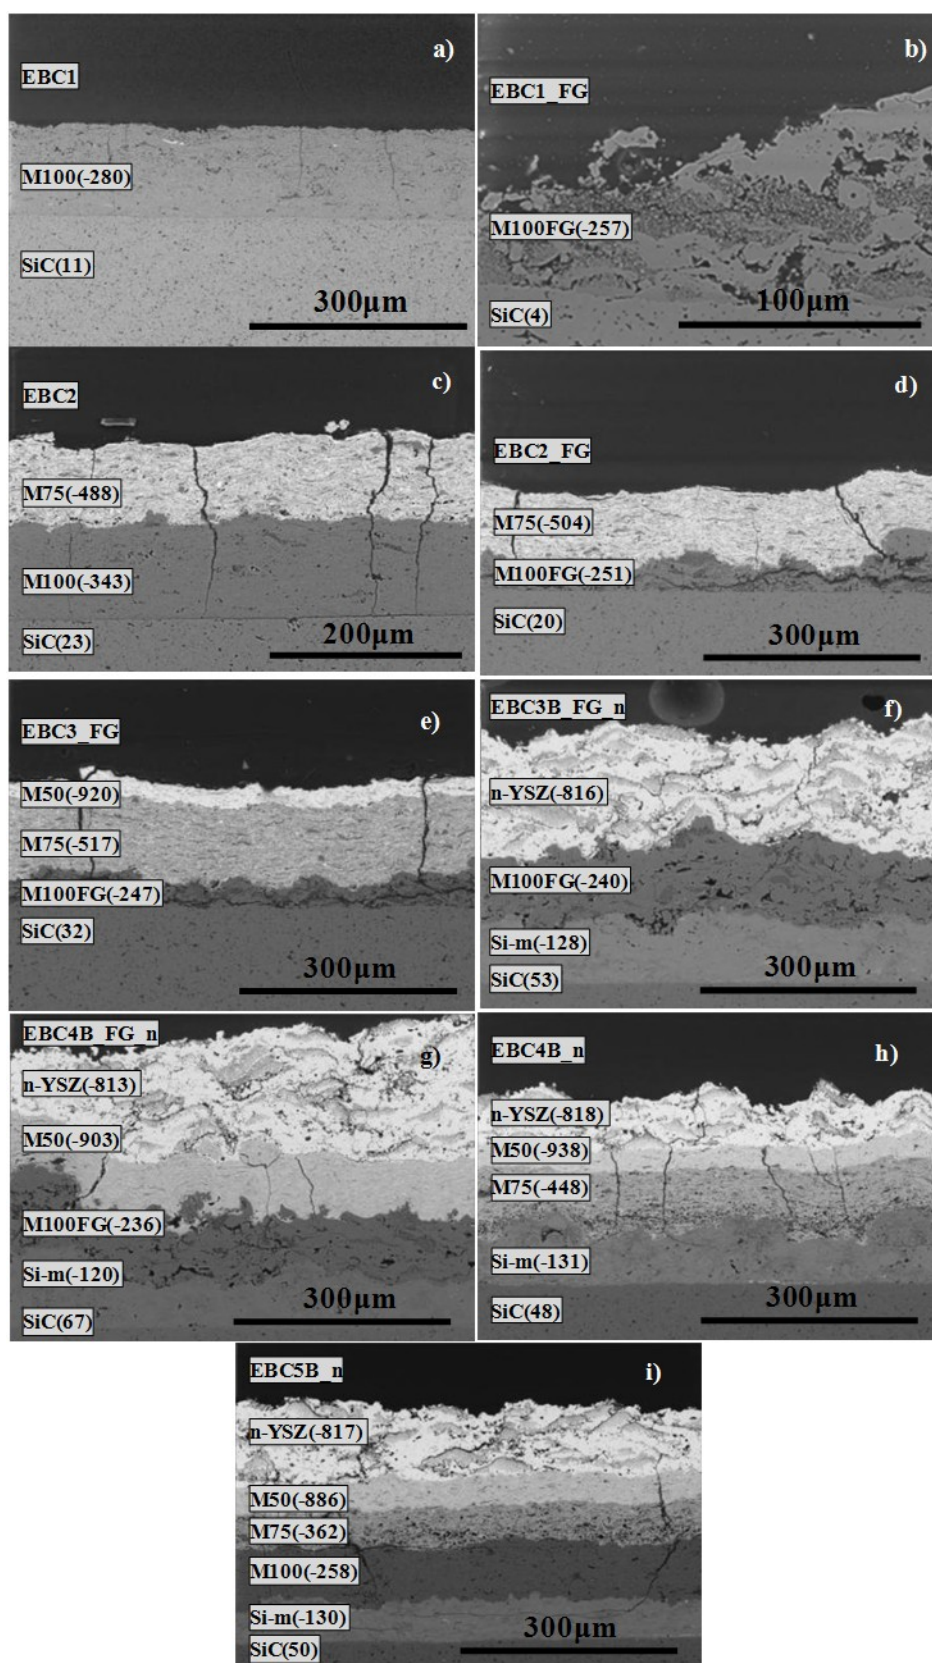 a)
EBC1
M100(-280)
SiC(11)
300μm
b)
EBC1_FG
M100FG(-257)
100μm
SiC(4)
c)
EBC2
M75(-488)
M100(-343)
200μm
SiC(23)
d)
EBC2_FG
M75(-504)
M100FG(-251)
SiC(20)
300μm
e)
EBC3_FG
M50(-920)
M75(-517)
M100FG(-247)
SiC(32)
300μm
EBC3B_FG_n
f)
n-YSZ(-816)
M100FG(-240)
Si-m(-128)
300μm
SiC(53)
EBC4B_FG_n
g)
n-YSZ(-813)
M50(-903)
M100FG(-236)
Si-m(-120)
300μm
SiC(67)
h)
EBC4B_n
n-YSZ(-818)
M50(-938)
M75(-448)
Si-m(-131)
300μm
SiC(48)
EBC5B_n
i)
n-YSZ(-817)
M50(-886)
M75(-362)
M100(-258)
Si-m(-130)
300μm
SiC(50)